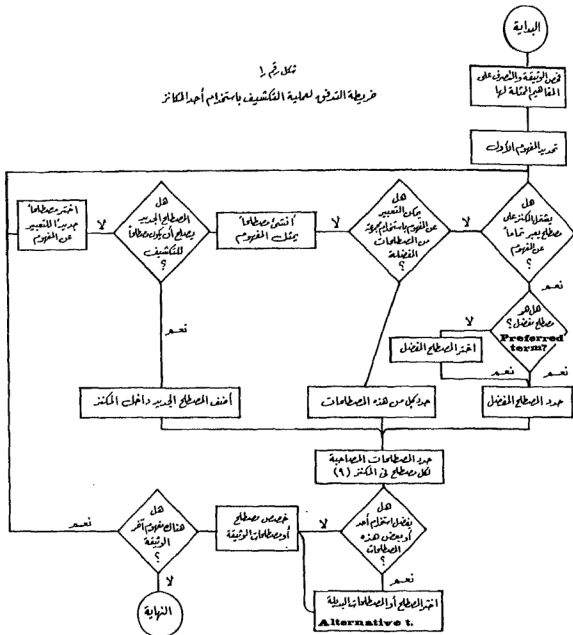 البداية
شكل رقم ١
خريطة التدفق لعملية التكشيف باستخدام أحد المكانز
فحص الوثيقة والتعرف على
المفاهيم الممثلة لها
تحديد المفهوم الأول
هل
يشتمل المكنز على
مصطلح يعبر تماماً
عن المفهوم
؟
لا
هل
يمكن التعبير
عن المفهوم باستخدام مجموعة
من المصطلحات
المفضلة
؟
لا
أنشئ مصطلحاً
يمثل المفهوم
هل
المصطلح الجديد
يصلح أن يكون مصطلحاً
للتكشيف
؟
لا
اختر مصطلحاً
جديداً للتعبير
عن المفهوم
نعم
هل هو
مصطلح مفضل؟
Preferred
term?
لا
اختر المصطلح المفضل
نعم
نعم
نعم
حدد المصطلح المفضل
حدد كل من هذه المصطلحات
أضف المصطلح الجديد داخل المكنز
حدد المصطلحات المصاحبة
لكل مصطلح في المكنز (٩)
هل
يفضل استخدام أحد
أو بعض هذه
المصطلحات
؟
لا
خصص مصطلح
أو مصطلحات الوثيقة
هل
هناك مفهوم آخر
الوثيقة
؟
نعم
نعم
لا
اختر المصطلح أو المصطلحات البديلة
Alternative t.
النهاية